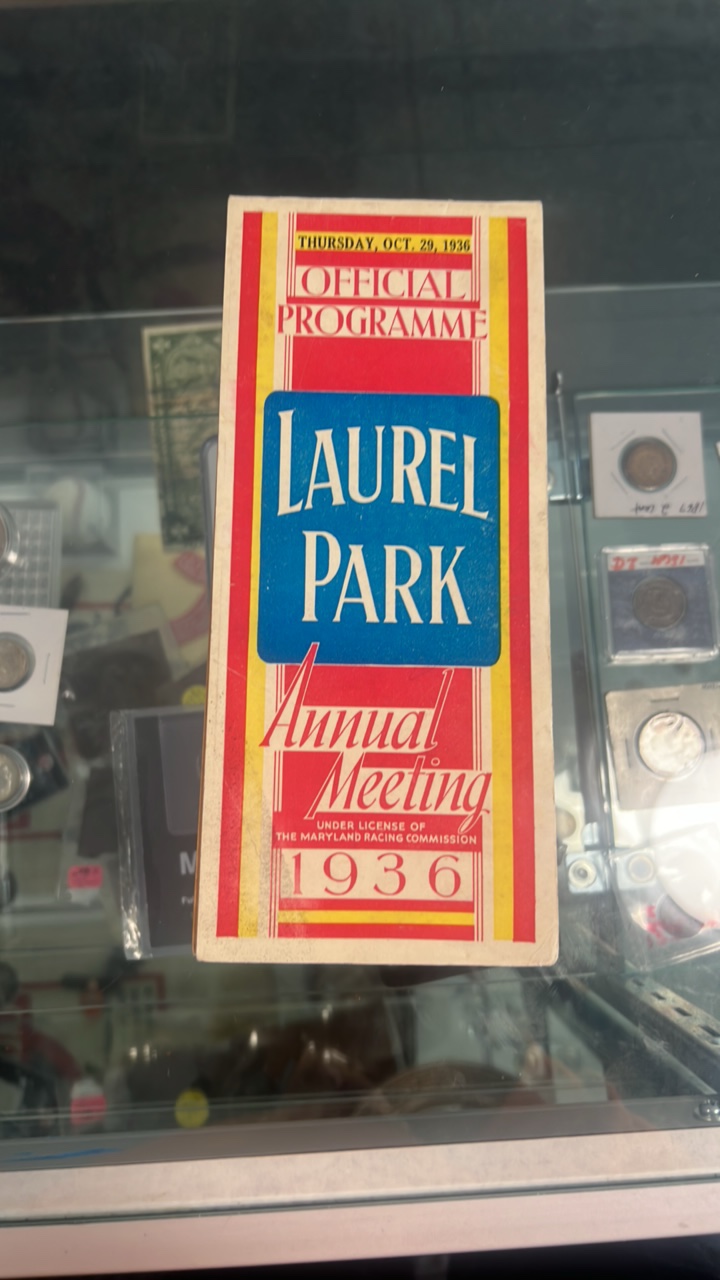 THURSDAY, OCT. 29, 1936
OFFICIAL
PROGRAMME
LAUREL
PARK
Annual
Meeting
UNDER LICENSE OF
THE MARYLAND RACING COMMISSION
1936